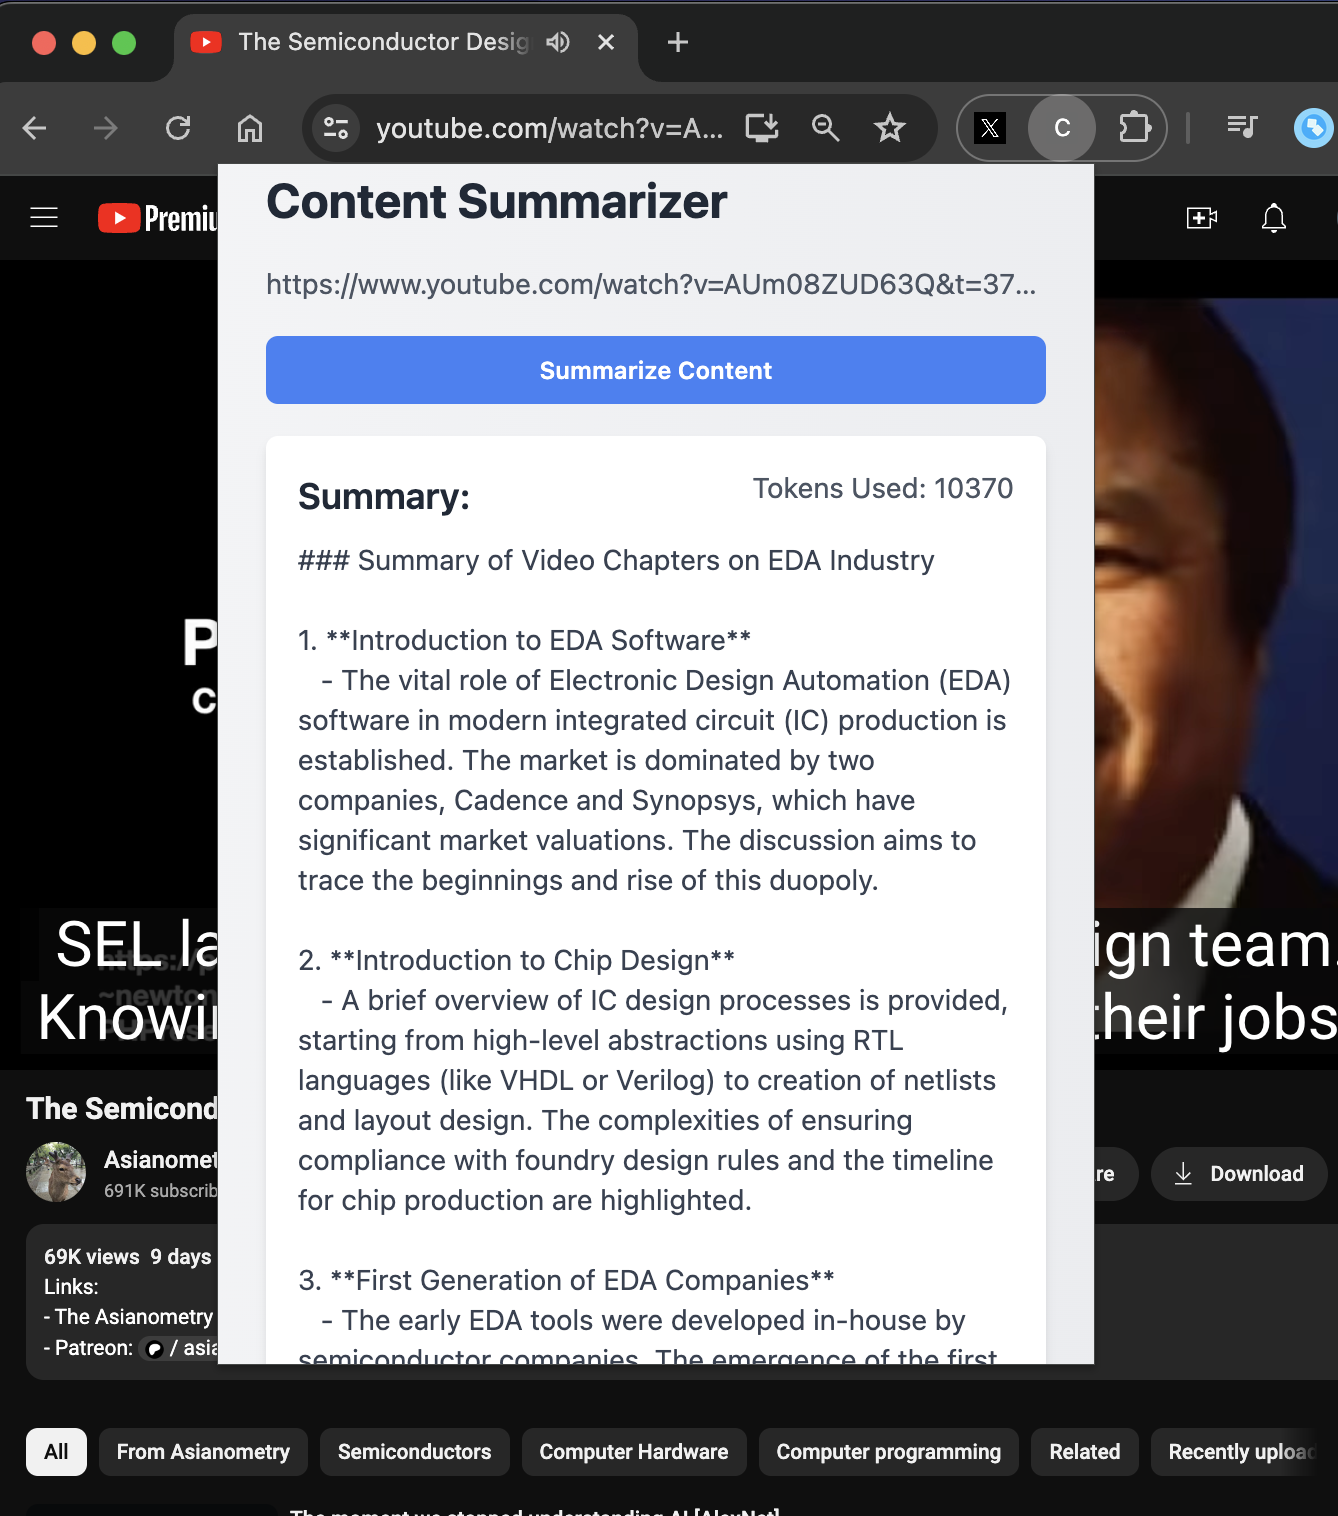 The Semiconductor Desig
youtube.com/watch?v=A...
X
C
Premiu
Content Summarizer
https://www.youtube.com/watch?v=AUm08ZUD63Q&t=37...
Summarize Content
Summary:
Tokens Used: 10370
### Summary of Video Chapters on EDA Industry
1. **Introduction to EDA Software**
- The vital role of Electronic Design Automation (EDA)
software in modern integrated circuit (IC) production is
established. The market is dominated by two
companies, Cadence and Synopsys, which have
significant market valuations. The discussion aims to
trace the beginnings and rise of this duopoly.
2. **Introduction to Chip Design**
- A brief overview of IC design processes is provided,
starting from high-level abstractions using RTL
languages (like VHDL or Verilog) to creation of netlists
and layout design. The complexities of ensuring
compliance with foundry design rules and the timeline
for chip production are highlighted.
3. **First Generation of EDA Companies**
- The early EDA tools were developed in-house by
semiconductor companies. The emergence of the first
P
c
SEL la
ign team.
Knowi
their jobs
The Semicond
Asianomet
691K subscrib
re
Download
69K views 9 days
Links:
- The Asianometry
- Patreon: / asia
All
From Asianometry
Semiconductors
Computer Hardware
Computer programming
Related
Recently upload
The moment we stopped understanding AI [AlexNet]